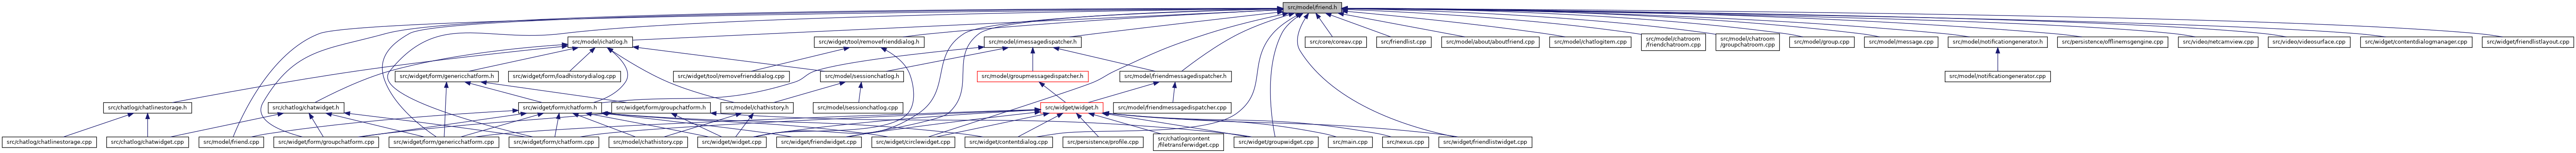 src/model/friend.h
src/model/ichatlog.h
src/widget/tool/removefrienddialog.h
src/model/imessagedispatcher.h
src/core/coreav.cpp
src/friendlist.cpp
src/model/about/aboutfriend.cpp
src/model/chatlogitem.cpp
src/model/chatroom
/friendchatroom.cpp
src/model/chatroom
/groupchatroom.cpp
src/model/group.cpp
src/model/message.cpp
src/model/notificationgenerator.h
src/persistence/offlinemsgengine.cpp
src/video/netcamview.cpp
src/video/videosurface.cpp
src/widget/contentdialogmanager.cpp
src/widget/friendlistlayout.cpp
src/widget/form/genericchatform.h
src/widget/form/loadhistorydialog.cpp
src/widget/tool/removefrienddialog.cpp
src/model/sessionchatlog.h
src/model/groupmessagedispatcher.h
src/model/friendmessagedispatcher.h
src/model/notificationgenerator.cpp
src/chatlog/chatlinestorage.h
src/chatlog/chatwidget.h
src/widget/form/chatform.h
src/widget/form/groupchatform.h
src/model/chathistory.h
src/model/sessionchatlog.cpp
src/widget/widget.h
src/model/friendmessagedispatcher.cpp
src/chatlog/chatlinestorage.cpp
src/chatlog/chatwidget.cpp
src/model/friend.cpp
src/widget/form/groupchatform.cpp
src/widget/form/genericchatform.cpp
src/widget/form/chatform.cpp
src/model/chathistory.cpp
src/widget/widget.cpp
src/widget/friendwidget.cpp
src/widget/circlewidget.cpp
src/widget/contentdialog.cpp
src/persistence/profile.cpp
src/chatlog/content
/filetransferwidget.cpp
src/widget/groupwidget.cpp
src/main.cpp
src/nexus.cpp
src/widget/friendlistwidget.cpp